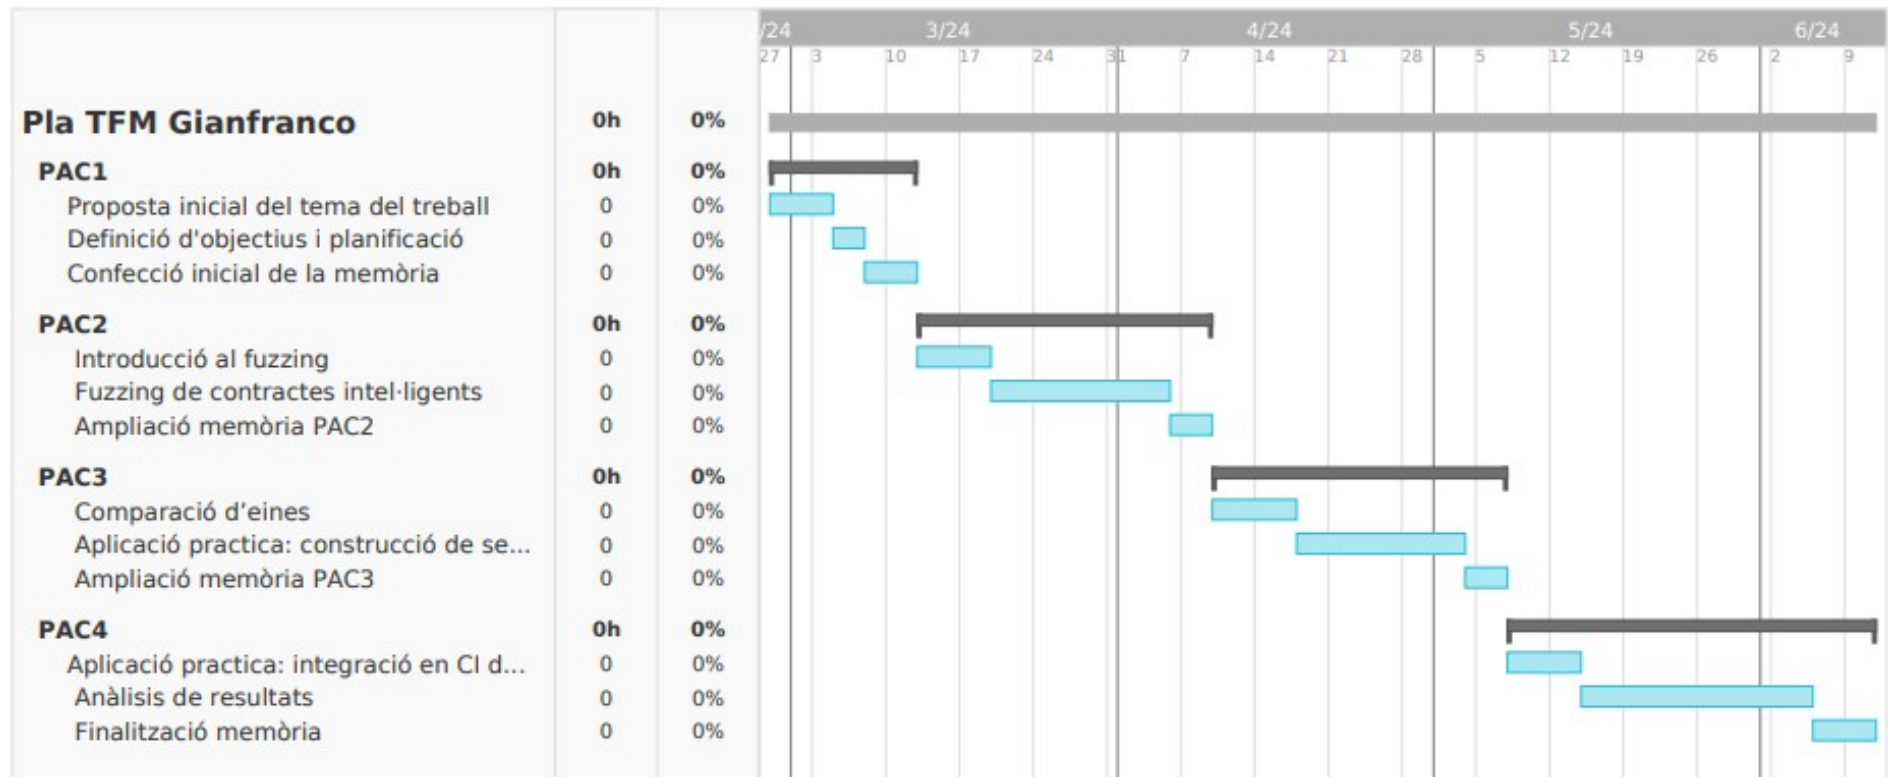 /24 3/24 4/24 5/24 6/24
27 3 10 17 24 31 7 14 21 28 5 12 19 26 2 9
Pla TFM Gianfranco 0h 0%
PAC1 0h 0%
Proposta inicial del tema del treball 0 0%
Definició d'objectius i planificació 0 0%
Confecció inicial de la memòria 0 0%
PAC2 0h 0%
Introducció al fuzzing 0 0%
Fuzzing de contractes intel·ligents 0 0%
Ampliació memòria PAC2 0 0%
PAC3 0h 0%
Comparació d’eines 0 0%
Aplicació practica: construcció de se... 0 0%
Ampliació memòria PAC3 0 0%
PAC4 0h 0%
Aplicació practica: integració en CI d... 0 0%
Anàlisis de resultats 0 0%
Finalització memòria 0 0%